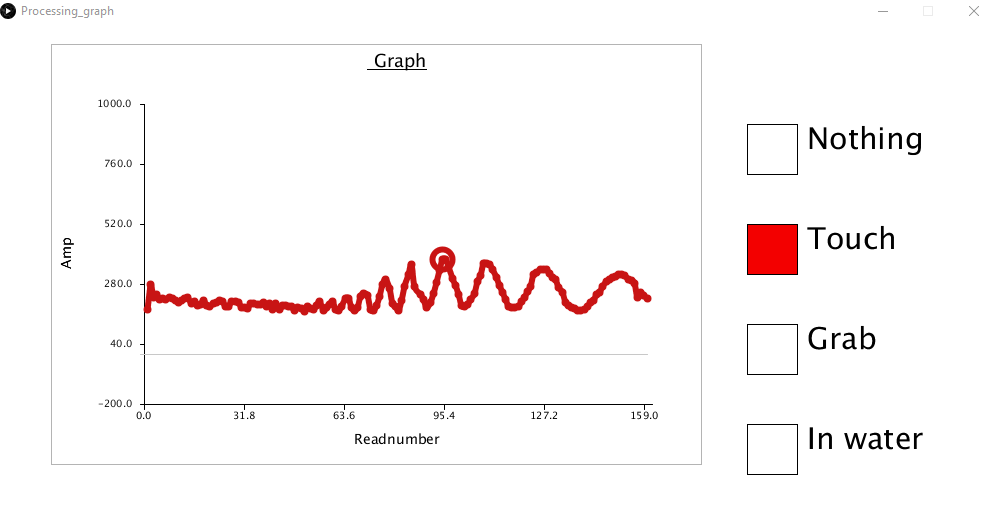 Processing_graph
Graph
1000.0
760.0
520.0
280.0
40.0
-200.0
Amp
0.0 31.8 63.6 95.4 127.2 159.0
Readnumber
Nothing
Touch
Grab
In water